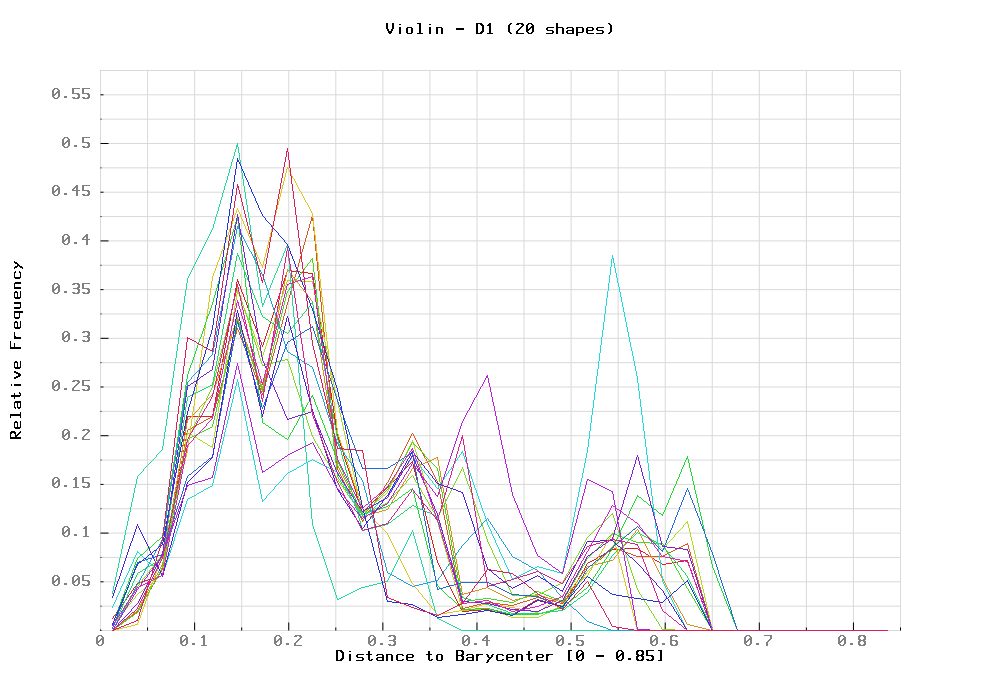 Violin - D1 (20 shapes)
0.55
0.5
0.45
0.4
0.35
0.3
0.25
0.2
0.15
0.1
0.05
Relative Frequency
0 0.1 0.2 0.3 0.4 0.5 0.6 0.7 0.8
Distance to Barycenter [0 - 0.85]